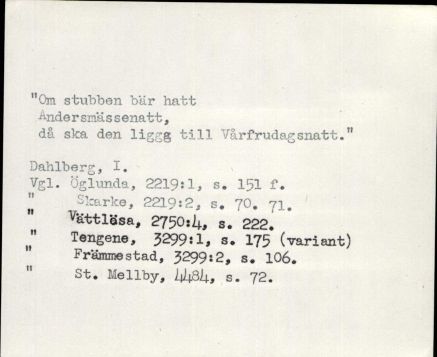 "Om stubben bär hatt
Andersmässenatt,
då ska den liggg till Vårfrudagsnatt."
Dahlberg, I.
Vgl. Öglunda, 2219:1, s. 151 f.
" Skarke, 2219:2, s. 70. 71.
" Vättlösa, 2750:4, s. 222.
" Tengene, 3299:1, s. 175 (variant)
" Främmestad, 3299:2, s. 106.
" St. Mellby, 4484, s. 72.